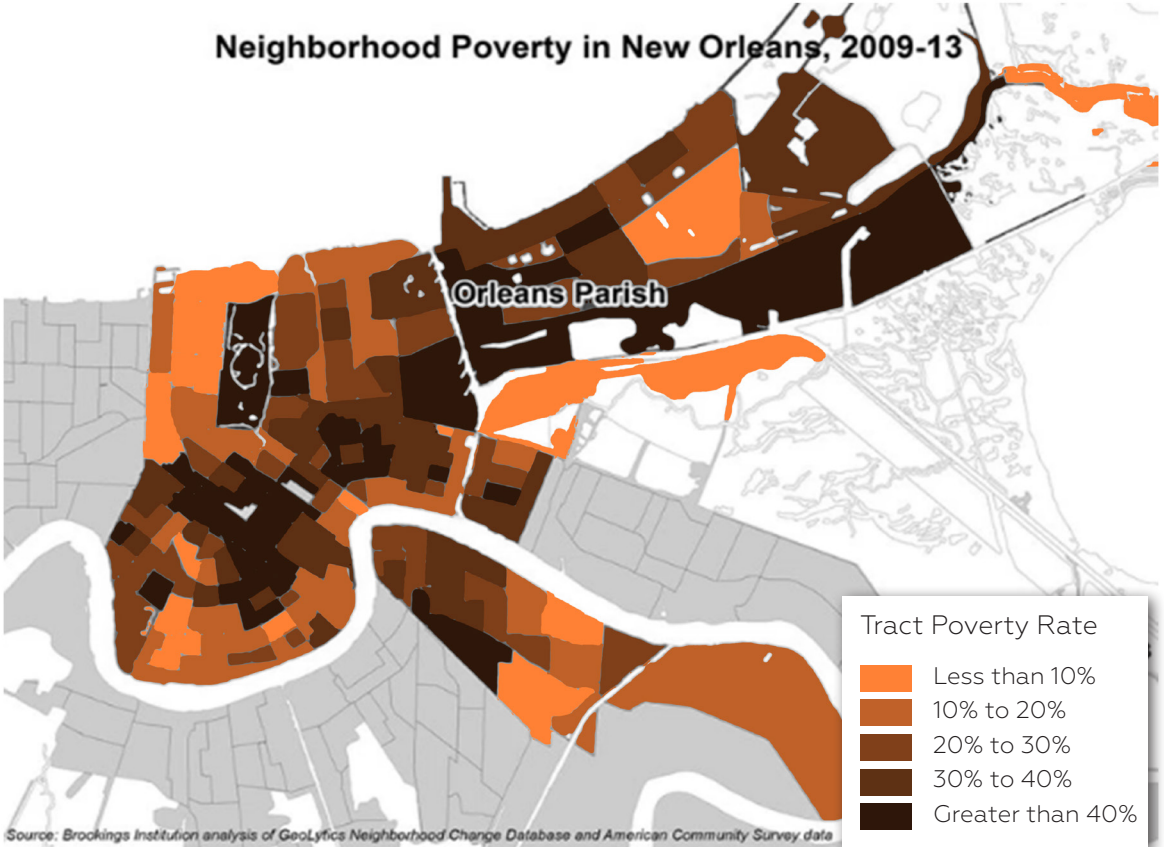 Neighborhood Poverty in New Orleans, 2009-13
Orleans Parish
Tract Poverty Rate
Less than 10%
10% to 20%
20% to 30%
30% to 40%
Greater than 40%
Source: Brookings Institution analysis of GeoLytics Neighborhood Change Database and American Community Survey data